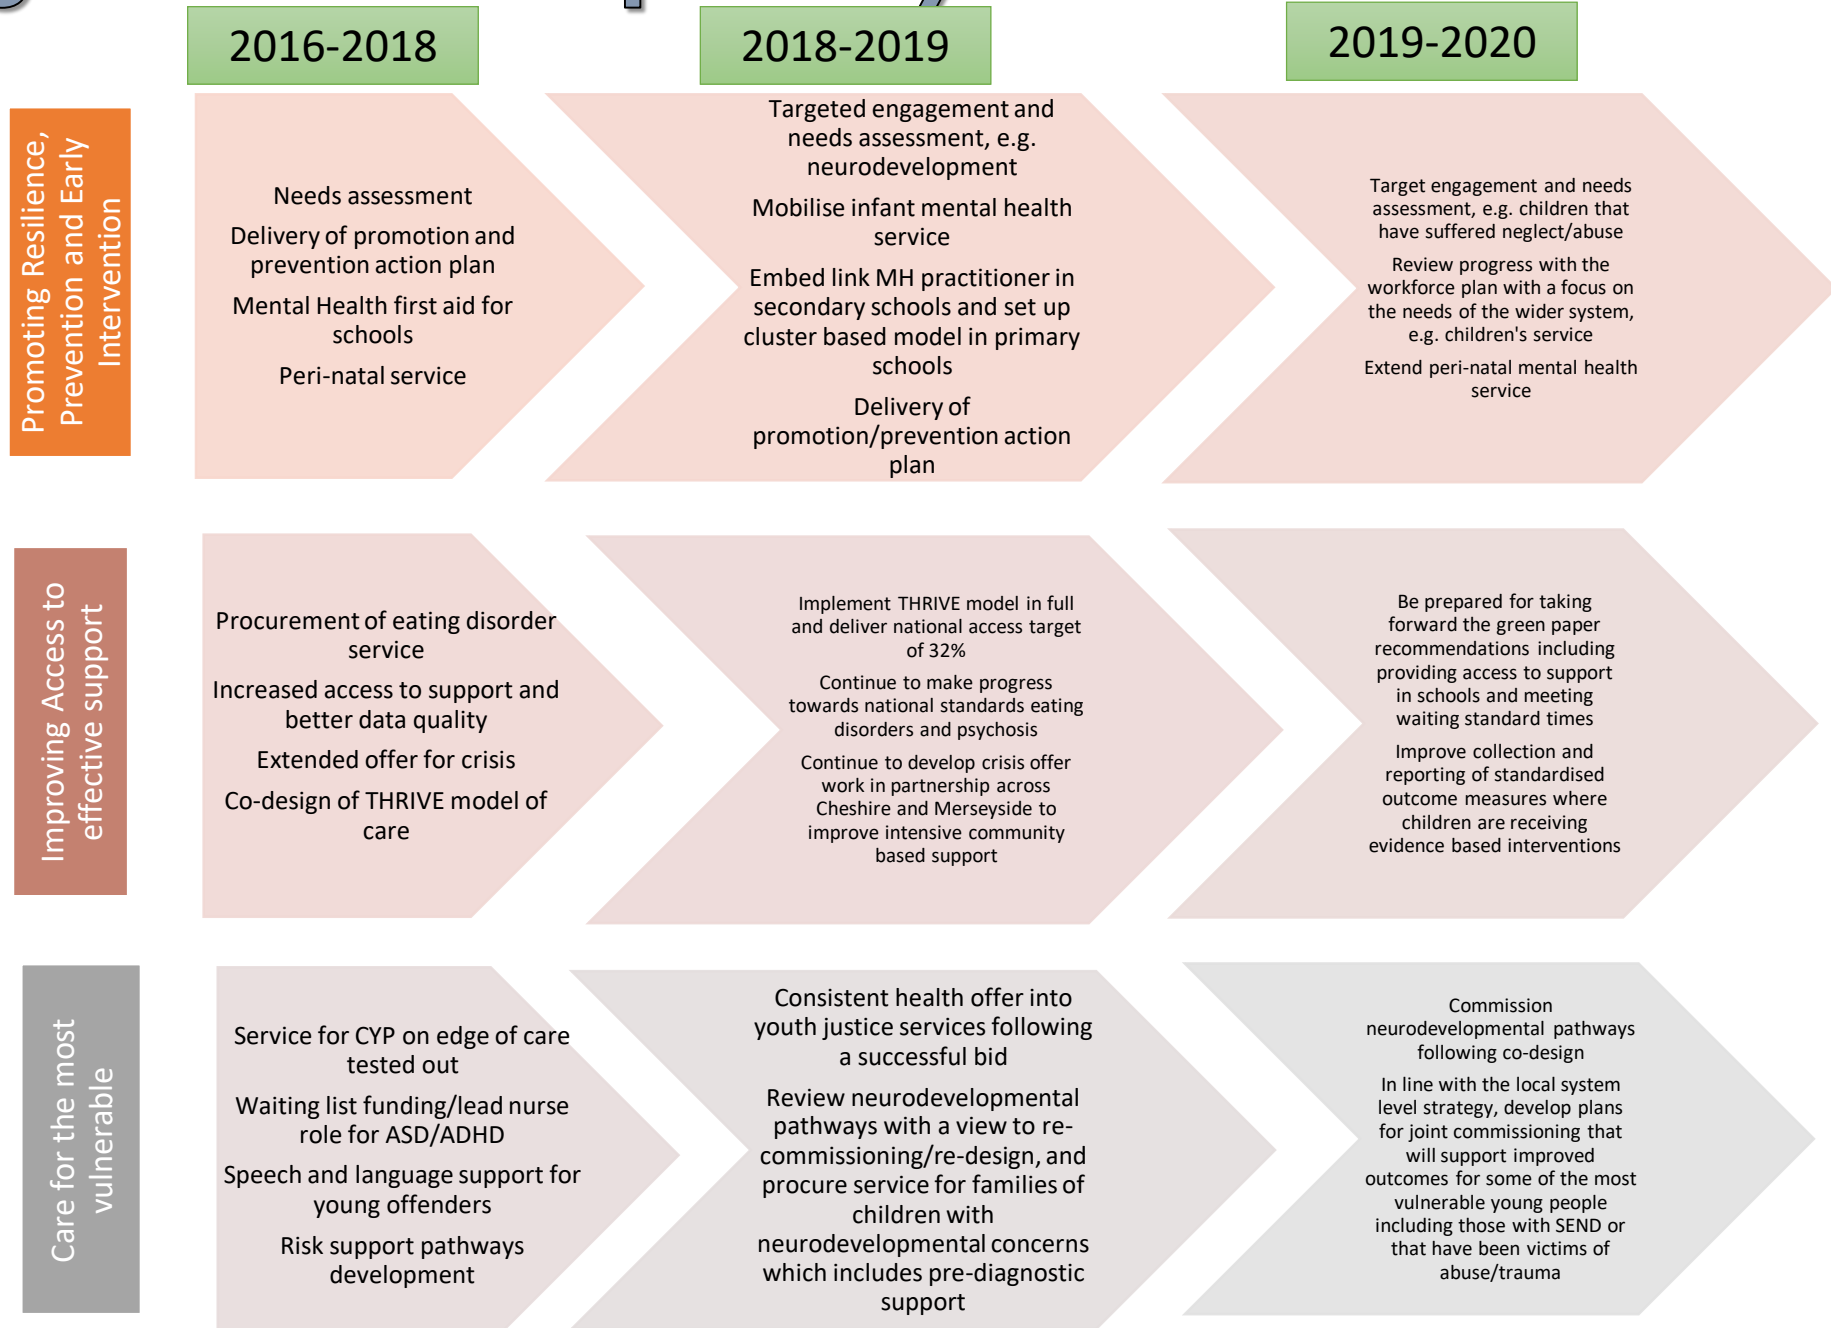 2016-2018
2018-2019
2019-2020
Promoting Resilience,
Prevention and Early
Intervention
Needs assessment
Delivery of promotion and
prevention action plan
Mental Health first aid for
schools
Peri-natal service
Targeted engagement and
needs assessment, e.g.
neurodevelopment
Mobilise infant mental health
service
Embed link MH practitioner in
secondary schools and set up
cluster based model in primary
schools
Delivery of
promotion/prevention action
plan
Target engagement and needs
assessment, e.g. children that
have suffered neglect/abuse
Review progress with the
workforce plan with a focus on
the needs of the wider system,
e.g. children's service
Extend peri-natal mental health
service
Improving Access to
effective support
Procurement of eating disorder
service
Increased access to support and
better data quality
Extended offer for crisis
Co-design of THRIVE model of
care
Implement THRIVE model in full
and deliver national access target
of 32%
Continue to make progress
towards national standards eating
disorders and psychosis
Continue to develop crisis offer
work in partnership across
Cheshire and Merseyside to
improve intensive community
based support
Be prepared for taking
forward the green paper
recommendations including
providing access to support
in schools and meeting
waiting standard times
Improve collection and
reporting of standardised
outcome measures where
children are receiving
evidence based interventions
Care for the most
vulnerable
Service for CYP on edge of care
tested out
Waiting list funding/lead nurse
role for ASD/ADHD
Speech and language support for
young offenders
Risk support pathways
development
Consistent health offer into
youth justice services following
a successful bid
Review neurodevelopmental
pathways with a view to re-
commissioning/re-design, and
procure service for families of
children with
neurodevelopmental concerns
which includes pre-diagnostic
support
Commission
neurodevelopmental pathways
following co-design
In line with the local system
level strategy, develop plans
for joint commissioning that
will support improved
outcomes for some of the most
vulnerable young people
including those with SEND or
that have been victims of
abuse/trauma